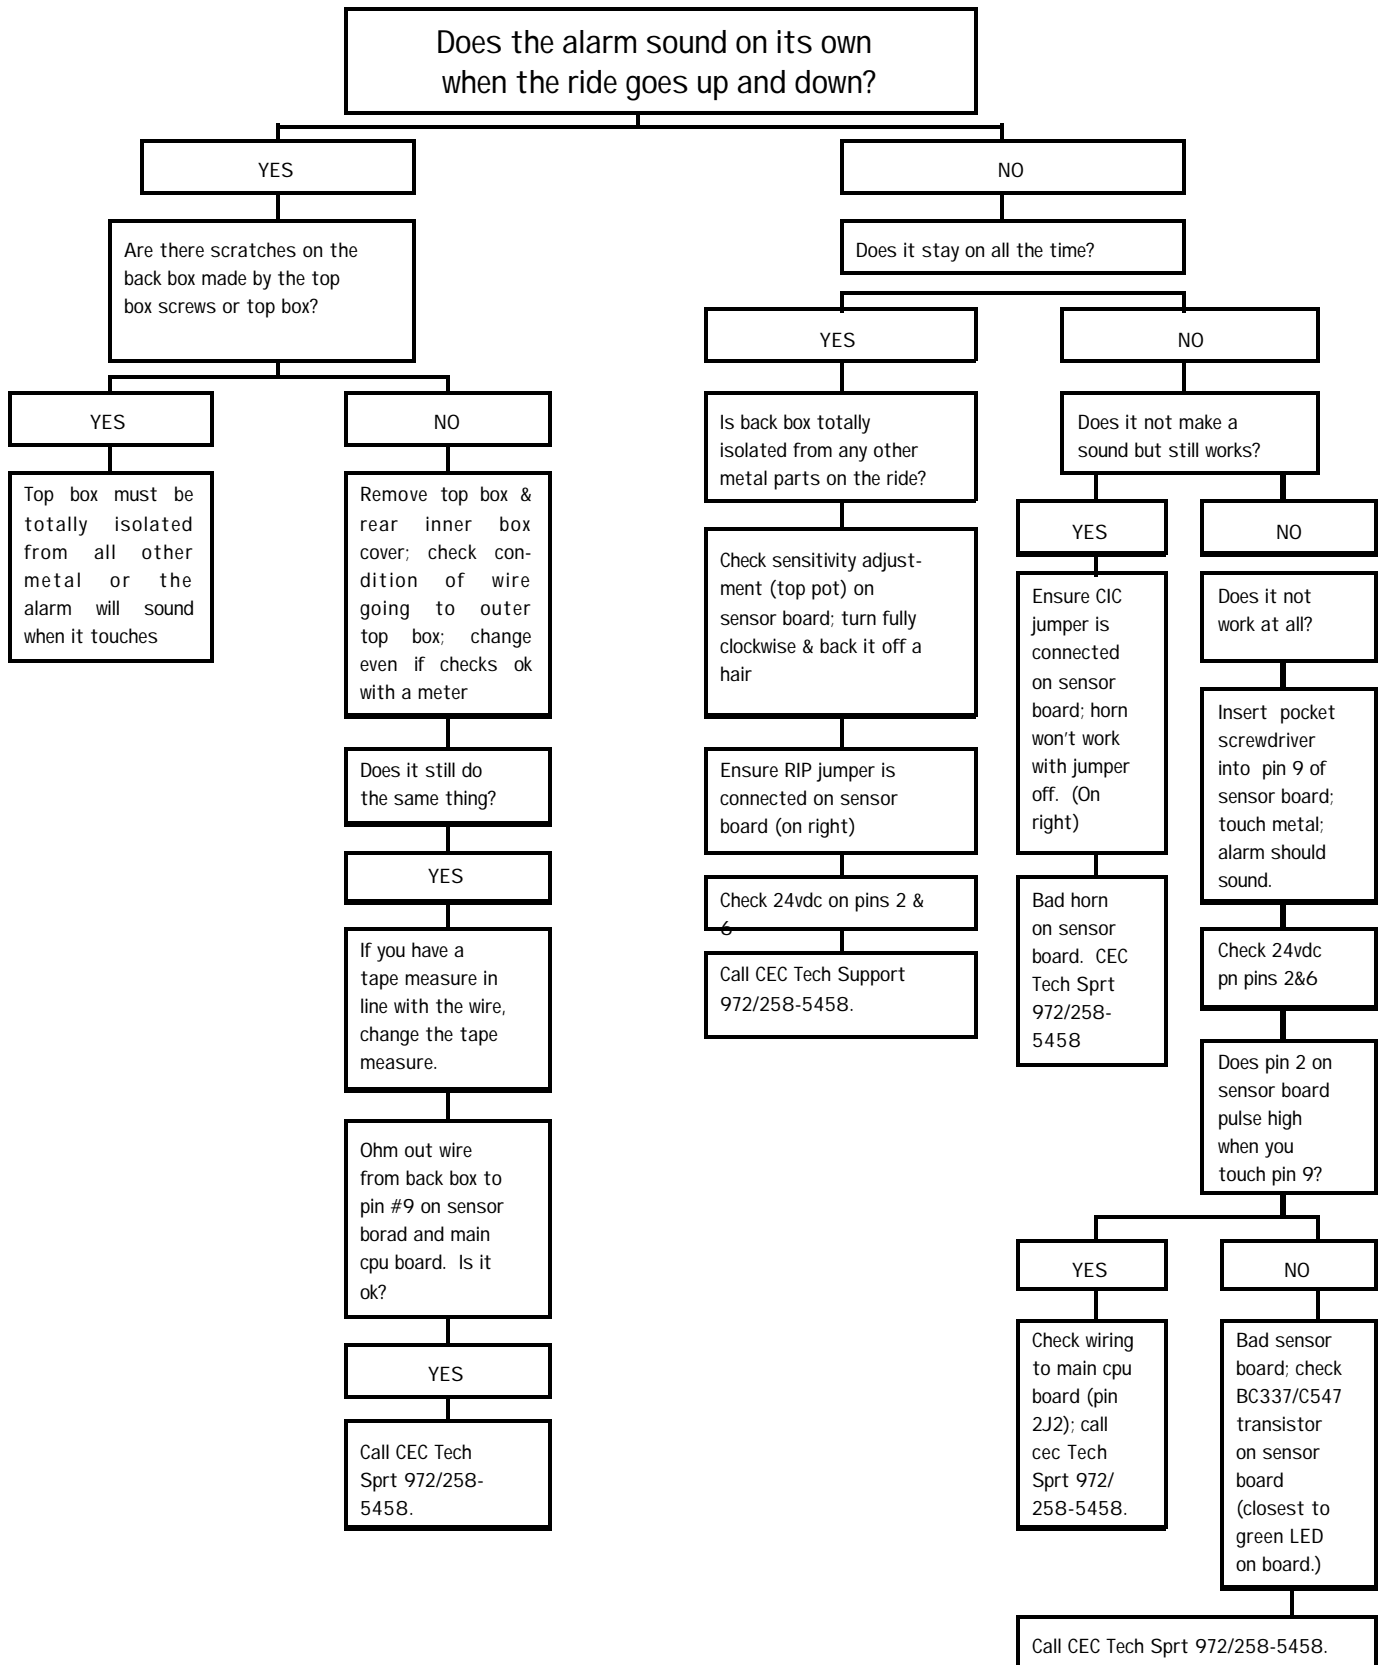 Does the alarm sound on its own
when the ride goes up and down?
YES
Are there scratches on the
back box made by the top
box screws or top box?
YES
Top box must be
totally isolated
from all other
metal or the
alarm will sound
when it touches
NO
Remove top box &
rear inner box
cover; check con-
dition of wire
going to outer
top box; change
even if checks ok
with a meter
Does it still do
the same thing?
YES
If you have a
tape measure in
line with the wire,
change the tape
measure.
Ohm out wire
from back box to
pin #9 on sensor
borad and main
cpu board. Is it
ok?
YES
Call CEC Tech
Sprt 972/258-
5458.
NO
Does it stay on all the time?
YES
Is back box totally
isolated from any other
metal parts on the ride?
Check sensitivity adjust-
ment (top pot) on
sensor board; turn fully
clockwise & back it off a
hair
Ensure RIP jumper is
connected on sensor
board (on right)
Check 24vdc on pins 2 &
6
Call CEC Tech Support
972/258-5458.
NO
Does it not make a
sound but still works?
YES
Ensure CIC
jumper is
connected
on sensor
board; horn
won't work
with jumper
off. (On
right)
Bad horn
on sensor
board. CEC
Tech Sprt
972/258-
5458
NO
Does it not
work at all?
Insert pocket
screwdriver
into pin 9 of
sensor board;
touch metal;
alarm should
sound.
Check 24vdc
pn pins 2&6
Does pin 2 on
sensor board
pulse high
when you
touch pin 9?
YES
Check wiring
to main cpu
board (pin
2J2); call
cec Tech
Sprt 972/
258-5458.
NO
Bad sensor
board; check
BC337/C547
transistor
on sensor
board
(closest to
green LED
on board.)
Call CEC Tech Sprt 972/258-5458.